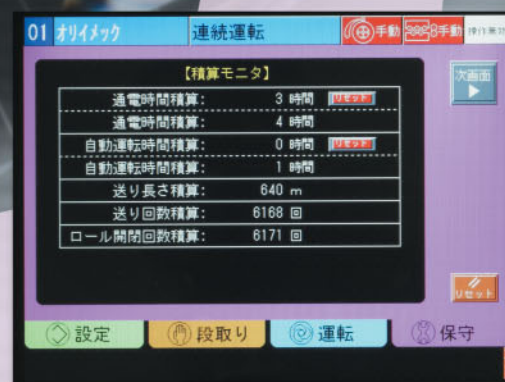 01 オリイメック 連続運転 手動 手動
【積算モニタ】
次画面
通電時間積算: 3 時間 リセット
通電時間積算: 4 時間
自動運転時間積算: 0 時間 リセット
自動運転時間積算: 1 時間
送り長さ積算: 640 m
送り回数積算: 6168 回
ロール開閉回数積算: 6171 回
リセット
設定 段取り 運転 保守